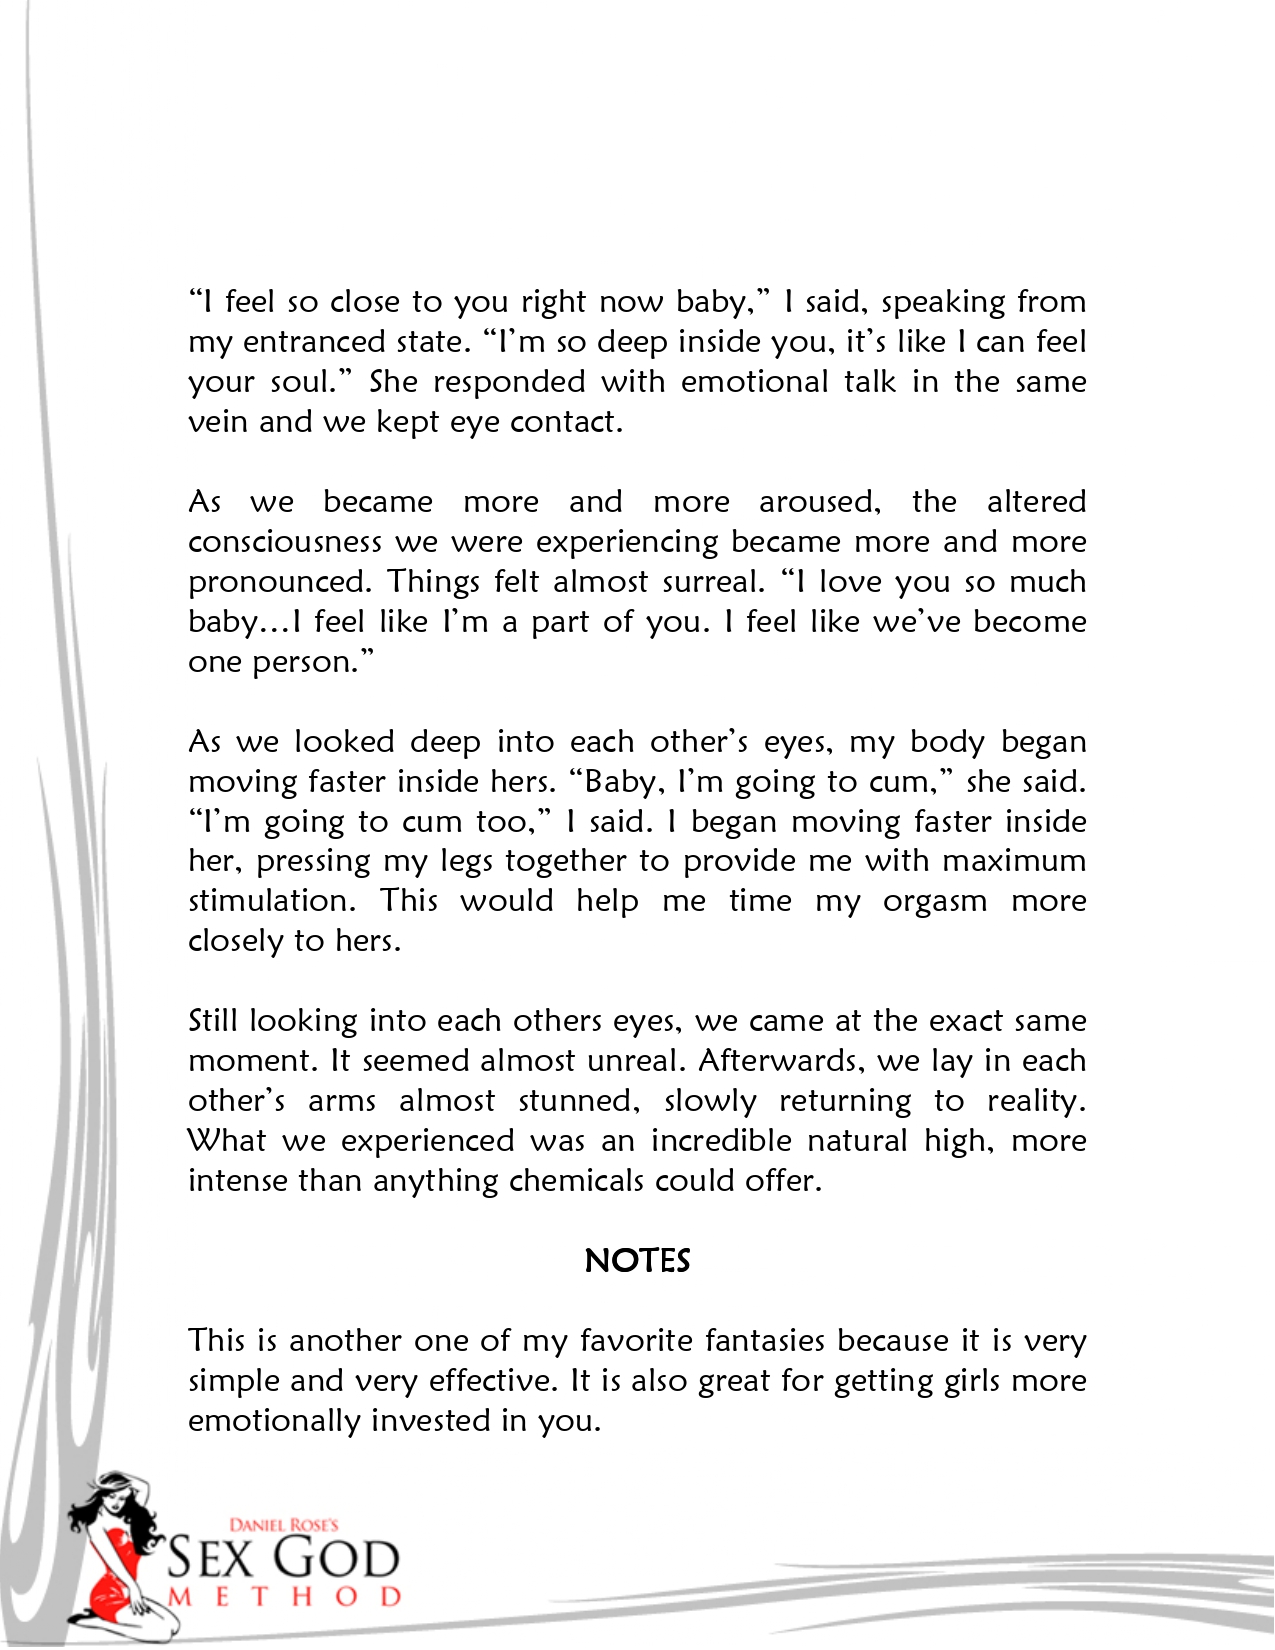 “I feel so close to you right now baby,” I said, speaking from
my entranced state. “I’m so deep inside you, it’s like I can feel
your soul.” She responded with emotional talk in the same
vein and we kept eye contact.
As we became more and more aroused, the altered
consciousness we were experiencing became more and more
pronounced. Things felt almost surreal. “I love you so much
baby…I feel like I’m a part of you. I feel like we’ve become
one person.”
As we looked deep into each other’s eyes, my body began
moving faster inside hers. “Baby, I’m going to cum,” she said.
“I’m going to cum too,” I said. I began moving faster inside
her, pressing my legs together to provide me with maximum
stimulation. This would help me time my orgasm more
closely to hers.
Still looking into each others eyes, we came at the exact same
moment. It seemed almost unreal. Afterwards, we lay in each
other’s arms almost stunned, slowly returning to reality.
What we experienced was an incredible natural high, more
intense than anything chemicals could offer.
NOTES
This is another one of my favorite fantasies because it is very
simple and very effective. It is also great for getting girls more
emotionally invested in you.
DANIEL ROSE’S
SEX GOD
METHOD